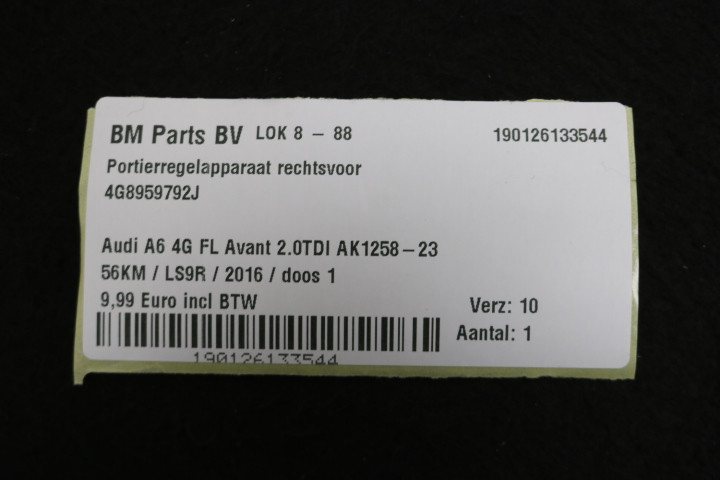 BM Parts BV LOK 8 - 88 190126133544
Portierregelapparaat rechtsvoor
4G8959792J
Audi A6 4G FL Avant 2.0TDI AK1258-23
56KM / LS9R / 2016 / doos 1
9,99 Euro incl BTW
Verz: 10
Aantal: 1
190126133544